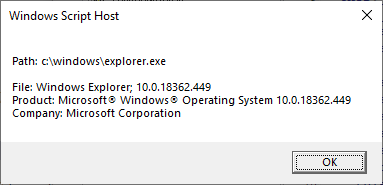 Windows Script Host
Path: c:\windows\explorer.exe
File: Windows Explorer; 10.0.18362.449
Product: Microsoft® Windows® Operating System 10.0.18362.449
Company: Microsoft Corporation
OK